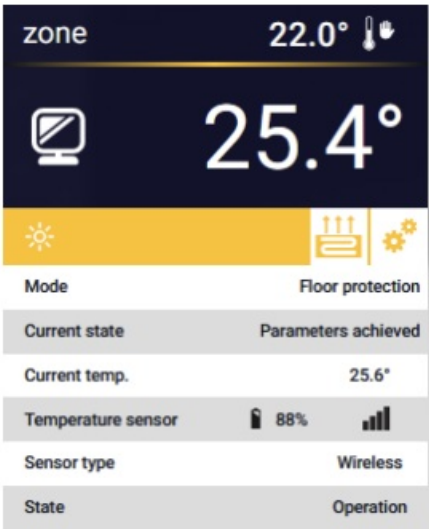 zone 22.0°
25.4°
Mode Floor protection
Current state Parameters achieved
Current temp. 25.6°
Temperature sensor 88%
Sensor type Wireless
State Operation